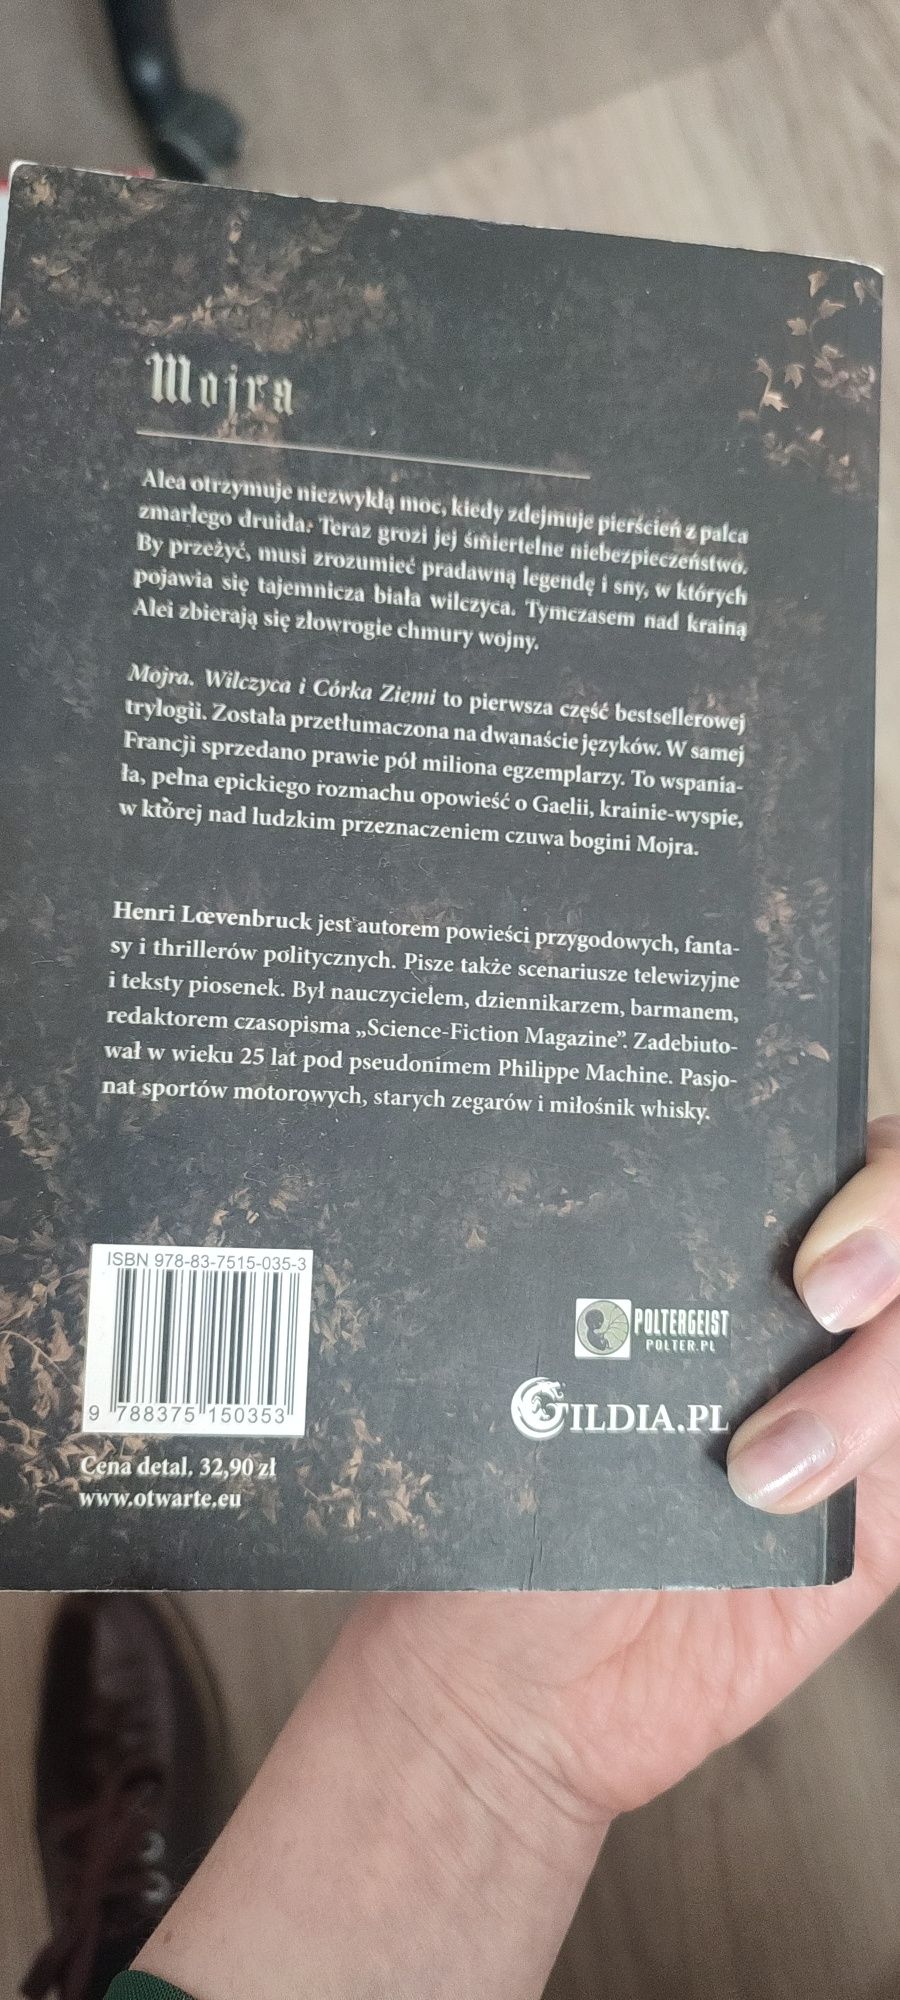 Mojra
Alea otrzymuje niezwykłą moc, kiedy zdejmuje pierścień z palca
zmarłego druida. Teraz grozi jej śmiertelne niebezpieczeństwo.
By przeżyć, musi zrozumieć pradawną legendę i sny, w których
pojawia się tajemnicza biała wilczyca. Tymczasem nad krainą
Alei zbierają się złowrogie chmury wojny.
Mojra. Wilczyca i Córka Ziemi to pierwsza część bestsellerowej
trylogii. Została przetłumaczona na dwanaście języków. W samej
Francji sprzedano prawie pół miliona egzemplarzy. To wspania-
ła, pełna epickiego rozmachu opowieść o Gaelii, krainie-wyspie,
w której nad ludzkim przeznaczeniem czuwa bogini Mojra.
Henri Lœvenbruck jest autorem powieści przygodowych, fanta-
sy i thrillerów politycznych. Pisze także scenariusze telewizyjne
i teksty piosenek. Był nauczycielem, dziennikarzem, barmanem,
redaktorem czasopisma „Science-Fiction Magazine”. Zadebiuto-
wał w wieku 25 lat pod pseudonimem Philippe Machine. Pasjo-
nat sportów motorowych, starych zegarów i miłośnik whisky.
ISBN 978-83-7515-035-3
9 788375 150353
Cena detal. 32,90 zł
www.otwarte.eu
POLTERGEIST
POLTER.PL
GILDIA.PL